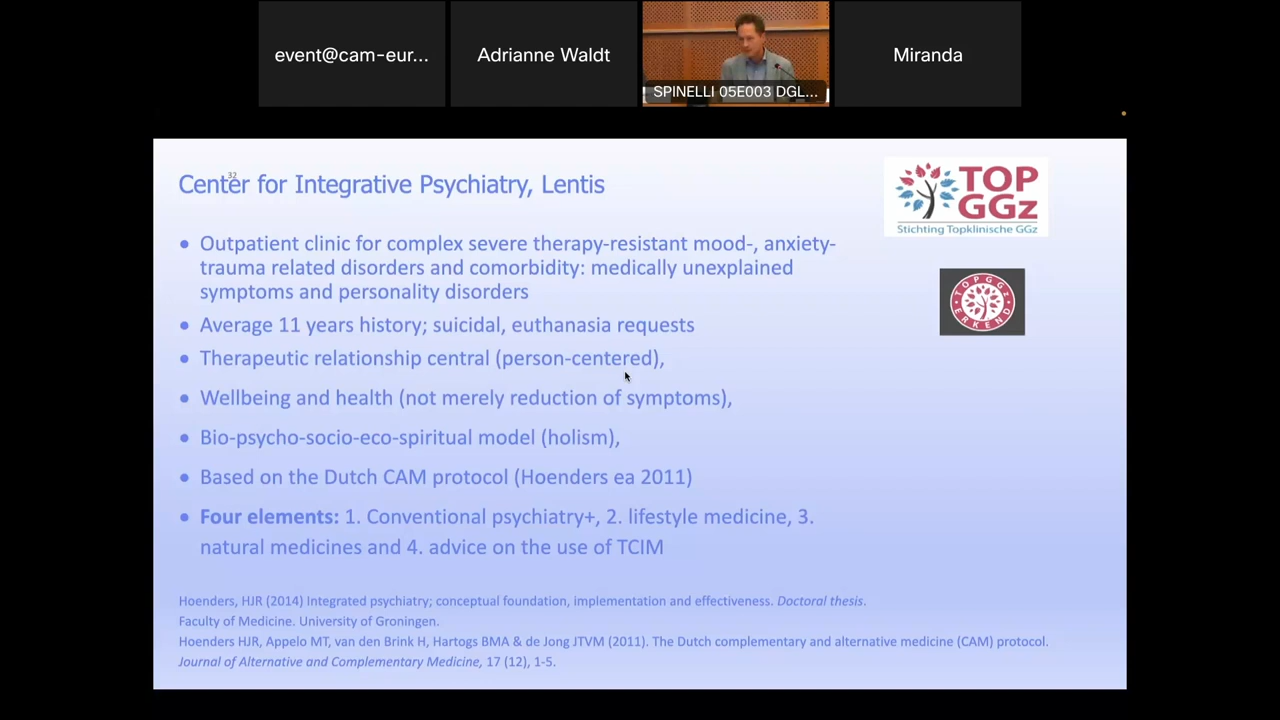 event@cam-eur...
Adrianne Waldt
SPINELLI 05E003 DGL...
Miranda
32
Center for Integrative Psychiatry, Lentis
TOP
GGz
Stichting Topklinische GGz
• Outpatient clinic for complex severe therapy-resistant mood-, anxiety-
trauma related disorders and comorbidity: medically unexplained
symptoms and personality disorders
TOPGGz
ERKEND
• Average 11 years history; suicidal, euthanasia requests
• Therapeutic relationship central (person-centered),
• Wellbeing and health (not merely reduction of symptoms),
• Bio-psycho-socio-eco-spiritual model (holism),
• Based on the Dutch CAM protocol (Hoenders ea 2011)
• Four elements: 1. Conventional psychiatry+, 2. lifestyle medicine, 3.
natural medicines and 4. advice on the use of TCIM
Hoenders, HJR (2014) Integrated psychiatry; conceptual foundation, implementation and effectiveness. Doctoral thesis.
Faculty of Medicine. University of Groningen.
Hoenders HJR, Appelo MT, van den Brink H, Hartogs BMA & de Jong JTVM (2011). The Dutch complementary and alternative medicine (CAM) protocol.
Journal of Alternative and Complementary Medicine, 17 (12), 1-5.